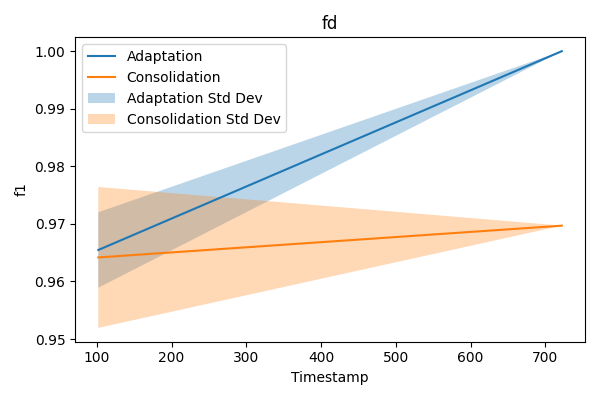 fd
1.00
0.99
0.98
0.97
0.96
0.95
f1
Adaptation
Consolidation
Adaptation Std Dev
Consolidation Std Dev
100 200 300 400 500 600 700
Timestamp